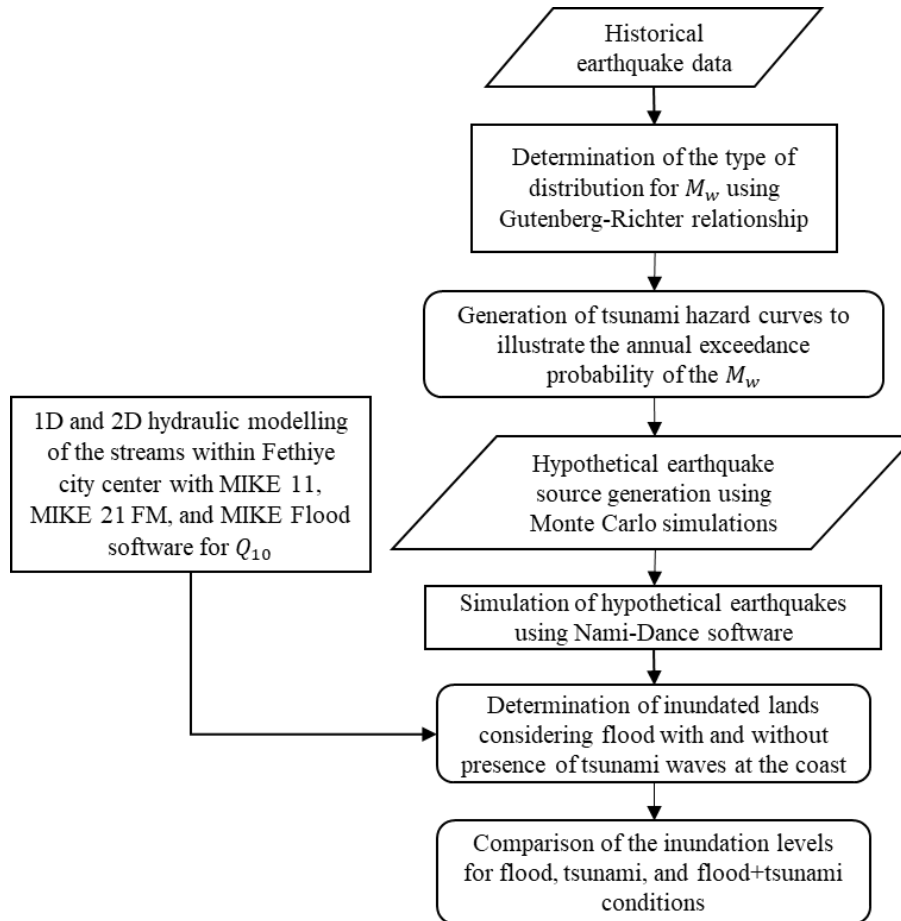 Historical
earthquake data
Determination of the type of
distribution for M_w using
Gutenberg-Richter relationship
Generation of tsunami hazard curves to
illustrate the annual exceedance
probability of the M_w
1D and 2D hydraulic modelling
of the streams within Fethiye
city center with MIKE 11,
MIKE 21 FM, and MIKE Flood
software for Q_10
Hypothetical earthquake
source generation using
Monte Carlo simulations
Simulation of hypothetical earthquakes
using Nami-Dance software
Determination of inundated lands
considering flood with and without
presence of tsunami waves at the coast
Comparison of the inundation levels
for flood, tsunami, and flood+tsunami
conditions